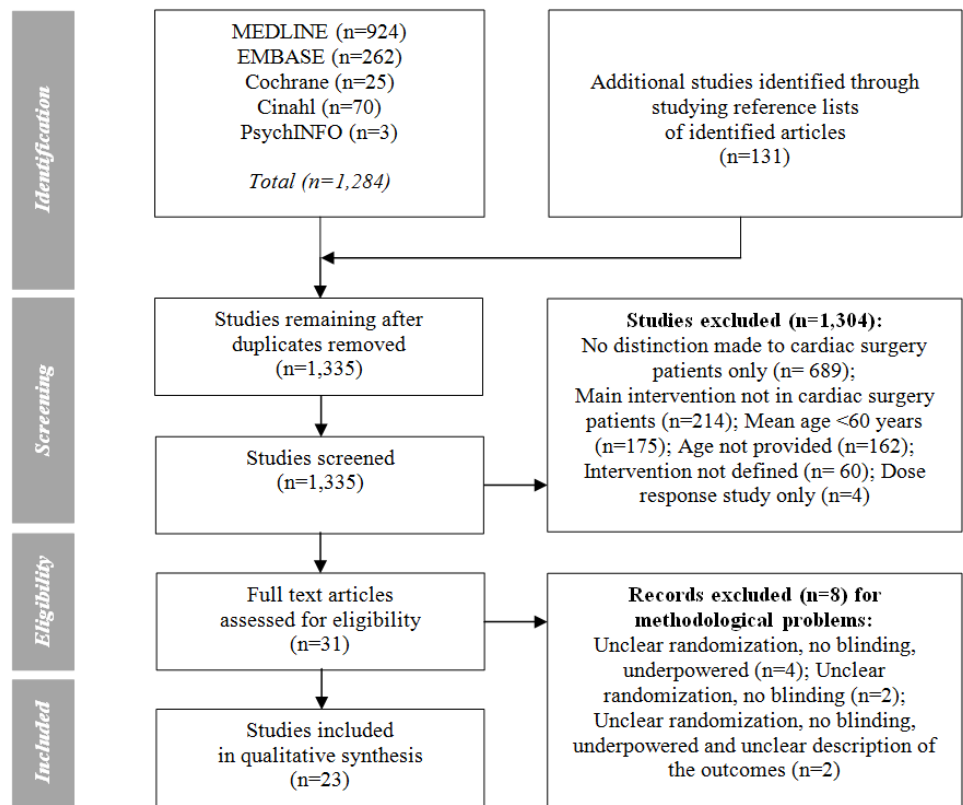 Identification
MEDLINE (n=924)
EMBASE (n=262)
Cochrane (n=25)
Cinahl (n=70)
PsychINFO (n=3)
Total (n=1,284)
Additional studies identified through
studying reference lists
of identified articles
(n=131)
Screening
Studies remaining after
duplicates removed
(n=1,335)
Studies screened
(n=1,335)
Studies excluded (n=1,304):
No distinction made to cardiac surgery
patients only (n= 689);
Main intervention not in cardiac surgery
patients (n=214); Mean age <60 years
(n=175); Age not provided (n=162);
Intervention not defined (n= 60); Dose
response study only (n=4)
Eligibility
Full text articles
assessed for eligibility
(n=31)
Records excluded (n=8) for
methodological problems:
Unclear randomization, no blinding,
underpowered (n=4); Unclear
randomization, no blinding (n=2);
Unclear randomization, no blinding,
underpowered and unclear description of
the outcomes (n=2)
Included
Studies included
in qualitative synthesis
(n=23)